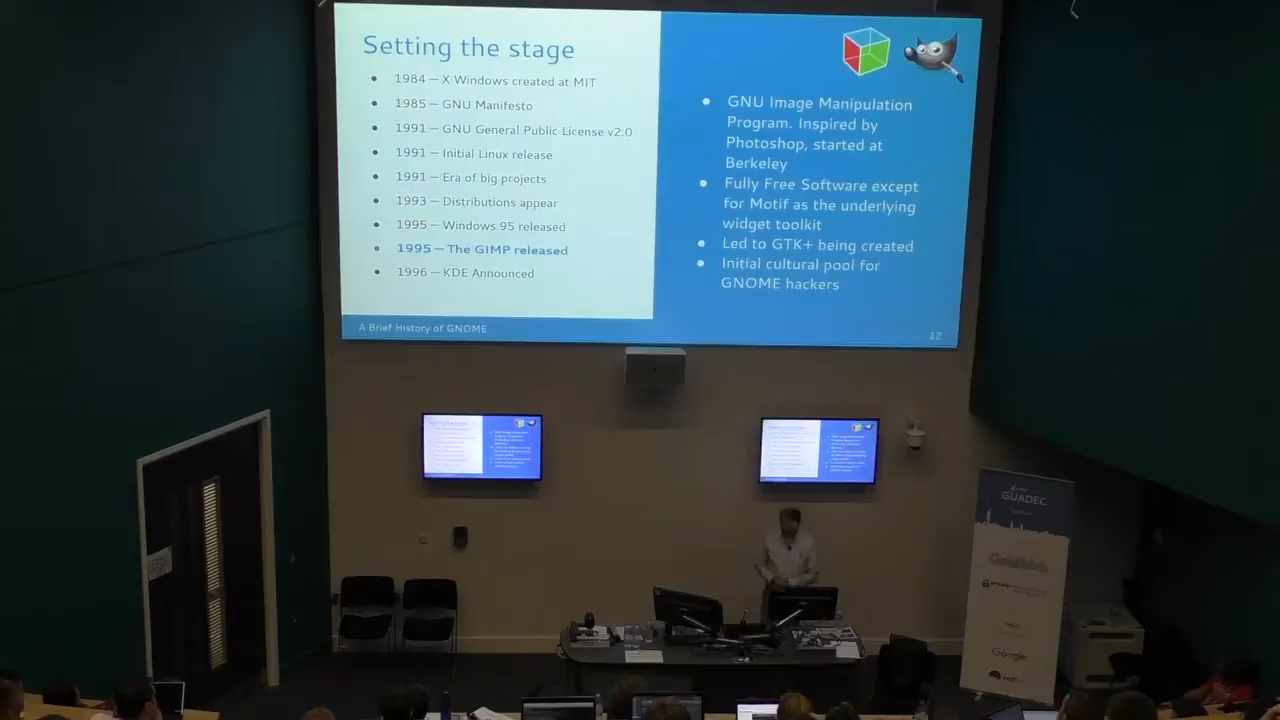 Setting the stage
1984 — X Windows created at MIT
1985 — GNU Manifesto
1991 — GNU General Public License v2.0
1991 — Initial Linux release
1991 — Era of big projects
1993 — Distributions appear
1995 — Windows 95 released
1995 — The GIMP released
1996 — KDE Announced
GNU Image Manipulation
Program. Inspired by
Photoshop, started at
Berkeley
Fully Free Software except
for Motif as the underlying
widget toolkit
Led to GTK+ being created
Initial cultural pool for
GNOME hackers
A Brief History of GNOME
12
Setting the stage
GUADEC
Google